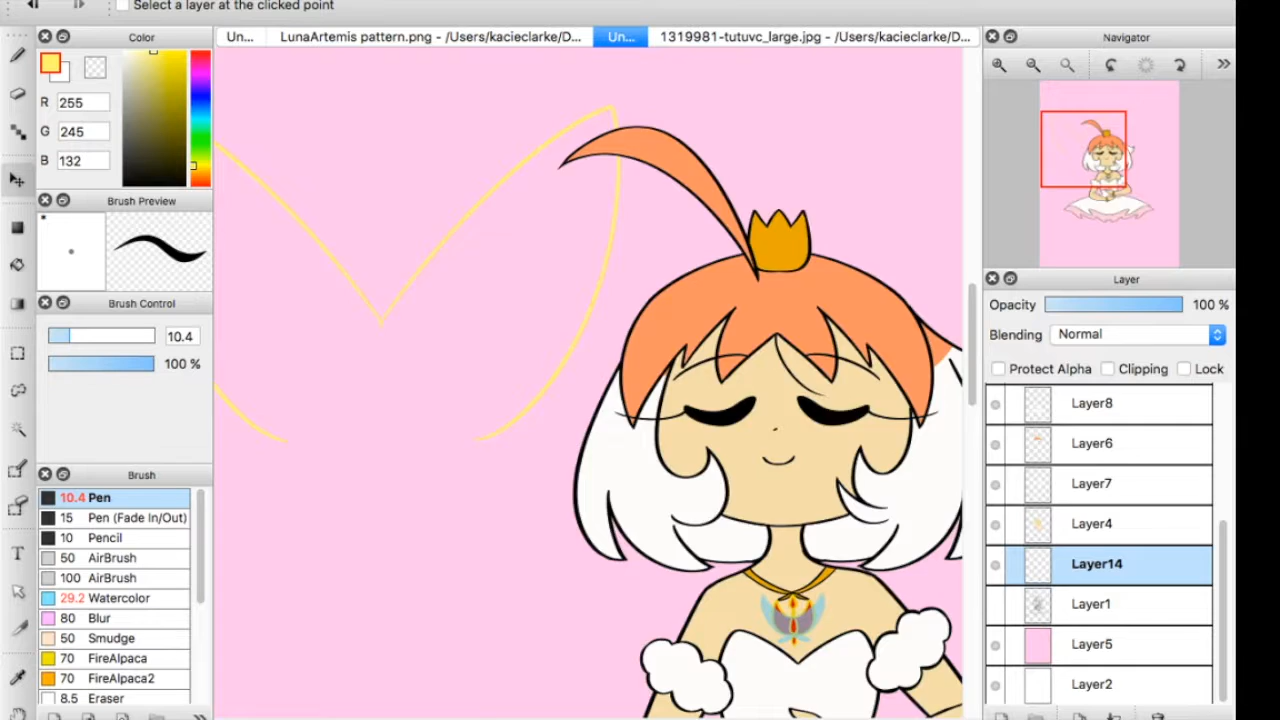 Select a layer at the clicked point
Color
Un...
LunaArtemis pattern.png - /Users/kacieclarke/D...
Un...
1319981-tutuvc_large.jpg - /Users/kacieclarke/D...
Navigator
R 255
G 245
B 132
Brush Preview
Brush Control
10.4
100 %
Brush
10.4 Pen
15 Pen (Fade In/Out)
10 Pencil
50 AirBrush
100 AirBrush
29.2 Watercolor
80 Blur
50 Smudge
70 FireAlpaca
70 FireAlpaca2
8.5 Eraser
T
Layer
Opacity 100 %
Blending Normal
Protect Alpha Clipping Lock
Layer8
Layer6
Layer7
Layer4
Layer14
Layer1
Layer5
Layer2